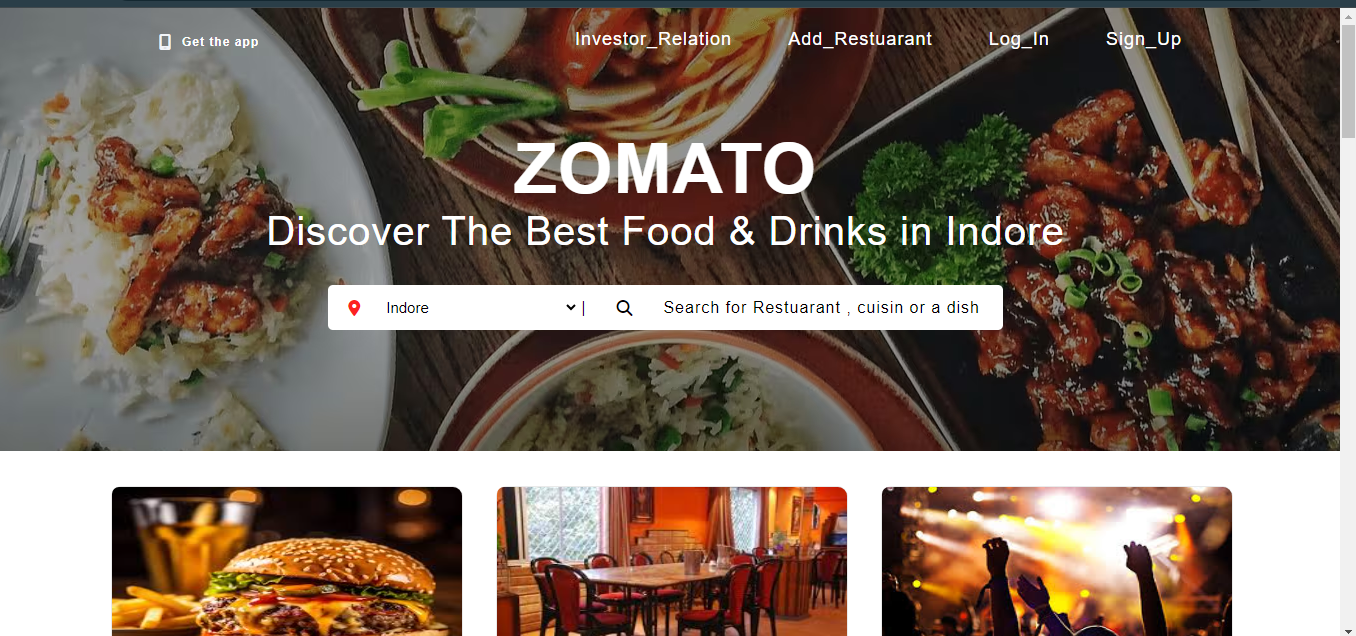 Get the app Investor_Relation Add_Restuarant Log_In Sign_Up
ZOMATO
Discover The Best Food & Drinks in Indore
Indore | Search for Restuarant , cuisin or a dish